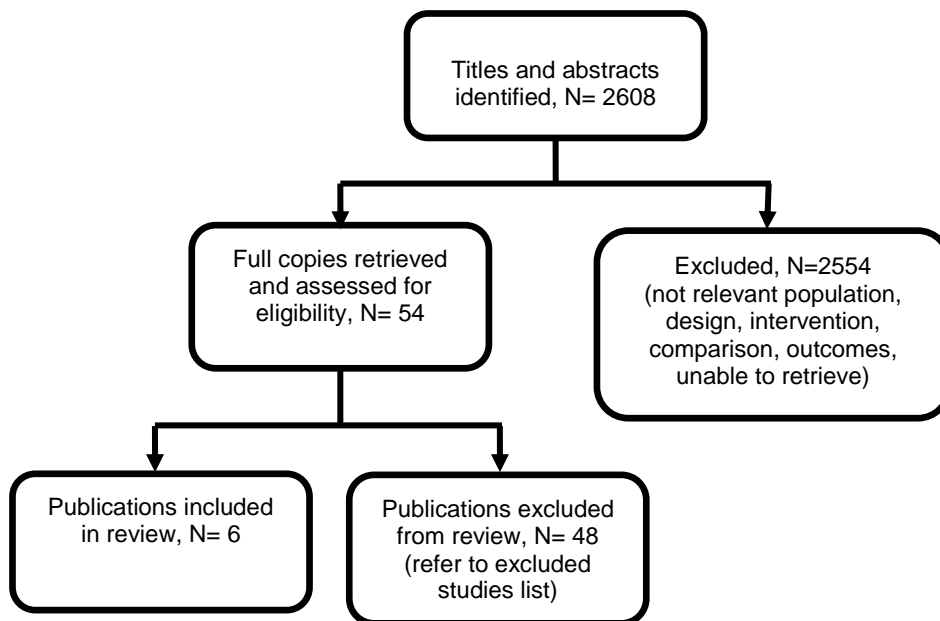 Titles and abstracts
identified, N= 2608
Full copies retrieved
and assessed for
eligibility, N= 54
Excluded, N=2554
(not relevant population,
design, intervention,
comparison, outcomes,
unable to retrieve)
Publications included
in review, N= 6
Publications excluded
from review, N= 48
(refer to excluded
studies list)